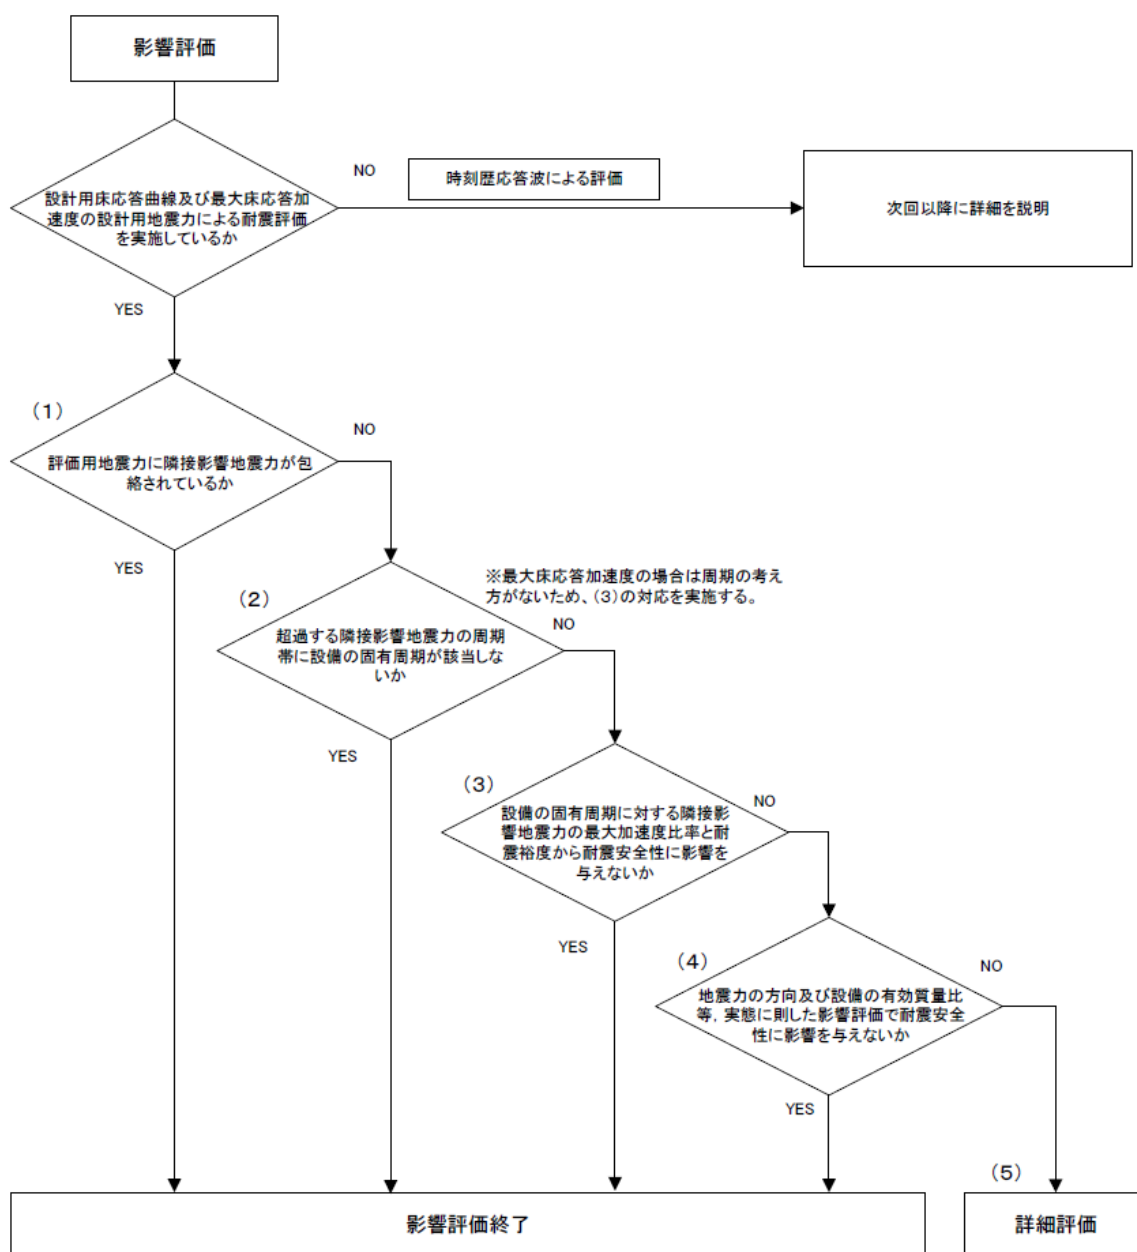 影響評価
設計用床応答曲線及び最大床応答加
速度の設計用地震力による耐震評価
を実施しているか
NO
時刻歴応答波による評価
次回以降に詳細を説明
YES
(1)
NO
評価用地震力に隣接影響地震力が包
絡されているか
YES
※最大床応答加速度の場合は周期の考え
方がないため、(3)の対応を実施する。
(2)
NO
超過する隣接影響地震力の周期
帯に設備の固有周期が該当しな
いか
YES
(3)
NO
設備の固有周期に対する隣接影
響地震力の最大加速度比率と耐
震裕度から耐震安全性に影響を
与えないか
YES
(4)
NO
地震力の方向及び設備の有効質量比
等，実態に則した影響評価で耐震安全
性に影響を与えないか
YES
(5)
影響評価終了
詳細評価